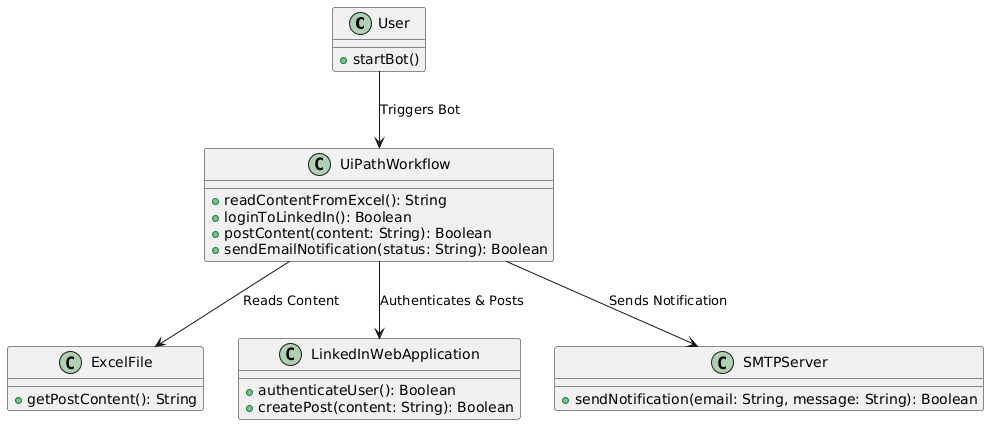 C User
startBot()
Triggers Bot
C UiPathWorkflow
readContentFromExcel(): String
loginToLinkedIn(): Boolean
postContent(content: String): Boolean
sendEmailNotification(status: String): Boolean
Reads Content
Authenticates & Posts
Sends Notification
C ExcelFile
getPostContent(): String
C LinkedInWebApplication
authenticateUser(): Boolean
createPost(content: String): Boolean
C SMTPServer
sendNotification(email: String, message: String): Boolean